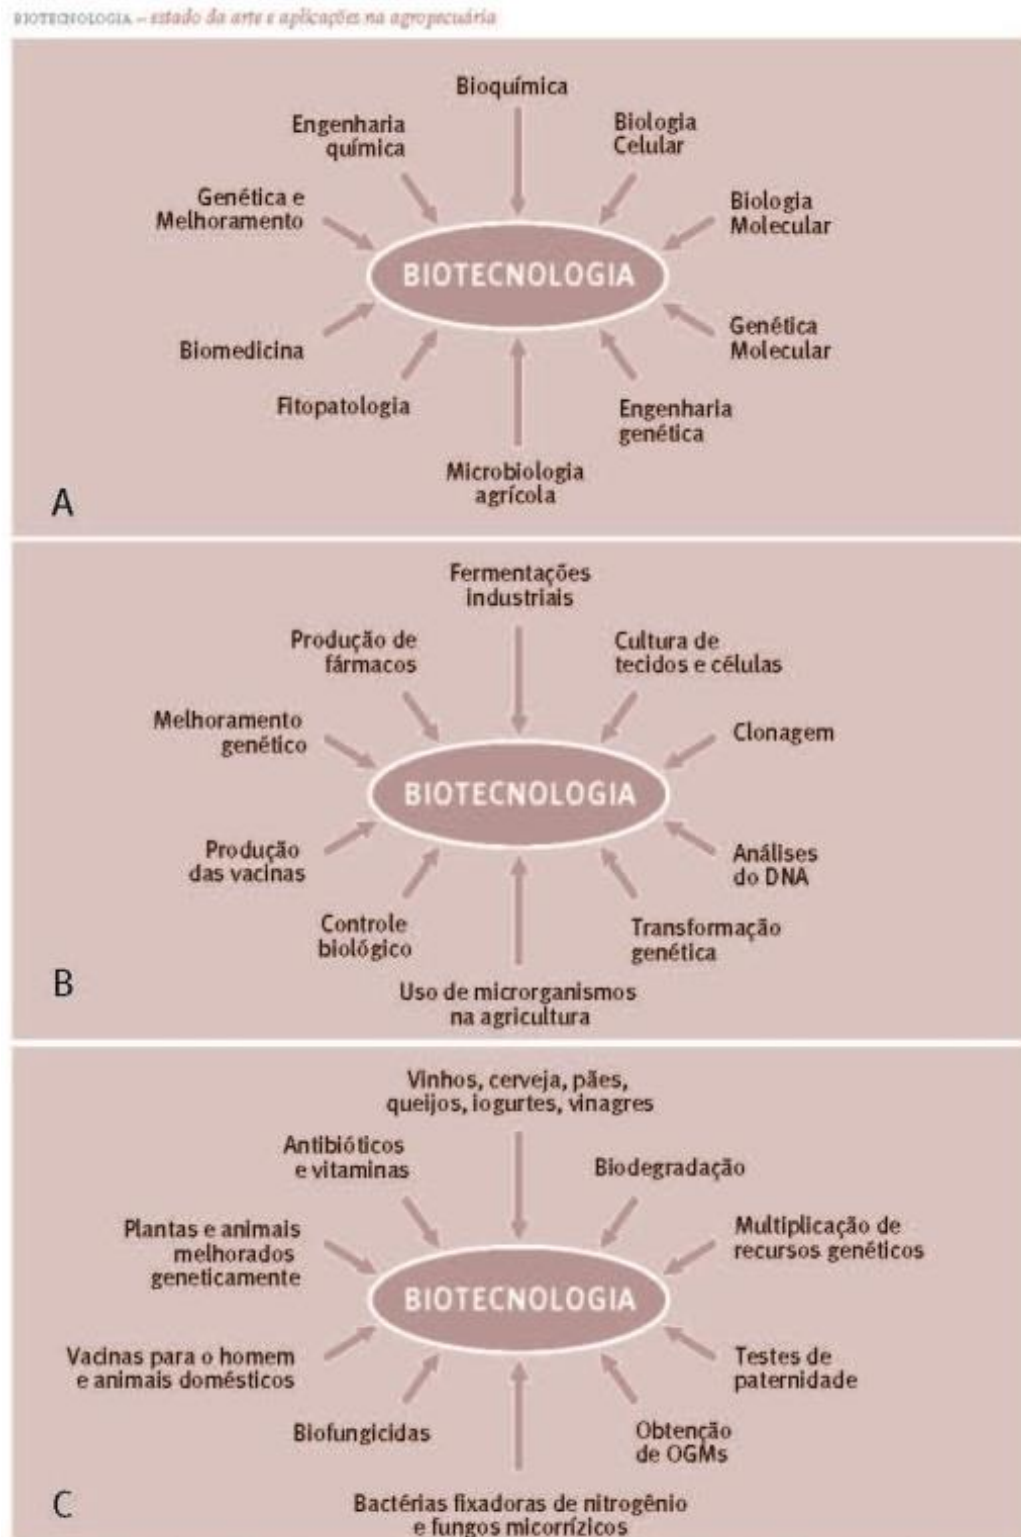 BIOTECNOLOGIA – estado da arte e aplicações na agropecuária
Bioquímica
Engenharia
química
Biologia
Celular
Genética e
Melhoramento
Biologia
Molecular
BIOTECNOLOGIA
Biomedicina
Genética
Molecular
Fitopatologia
Engenharia
genética
Microbiologia
agrícola
A
Fermentações
industriais
Produção de
fármacos
Cultura de
tecidos e células
Melhoramento
genético
Clonagem
BIOTECNOLOGIA
Produção
das vacinas
Análises
do DNA
Controle
biológico
Transformação
genética
Uso de microrganismos
na agricultura
B
Vinhos, cerveja, pães,
queijos, iogurtes, vinagres
Antibióticos
e vitaminas
Biodegradação
Plantas e animais
melhorados
geneticamente
Multiplicação de
recursos genéticos
BIOTECNOLOGIA
Vacinas para o homem
e animais domésticos
Testes de
paternidade
Biofungicidas
Obtenção
de OGMs
Bactérias fixadoras de nitrogênio
e fungos micorrízicos
C